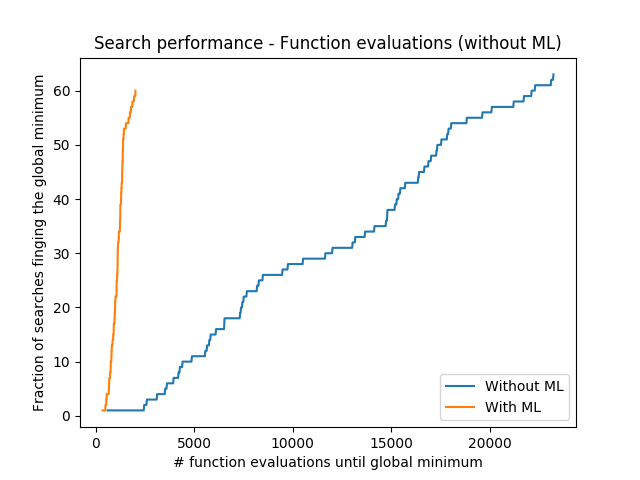 Search performance - Function evaluations (without ML)
Fraction of searches finging the global minimum
60
50
40
30
20
10
0
0 5000 10000 15000 20000
# function evaluations until global minimum
Without ML
With ML